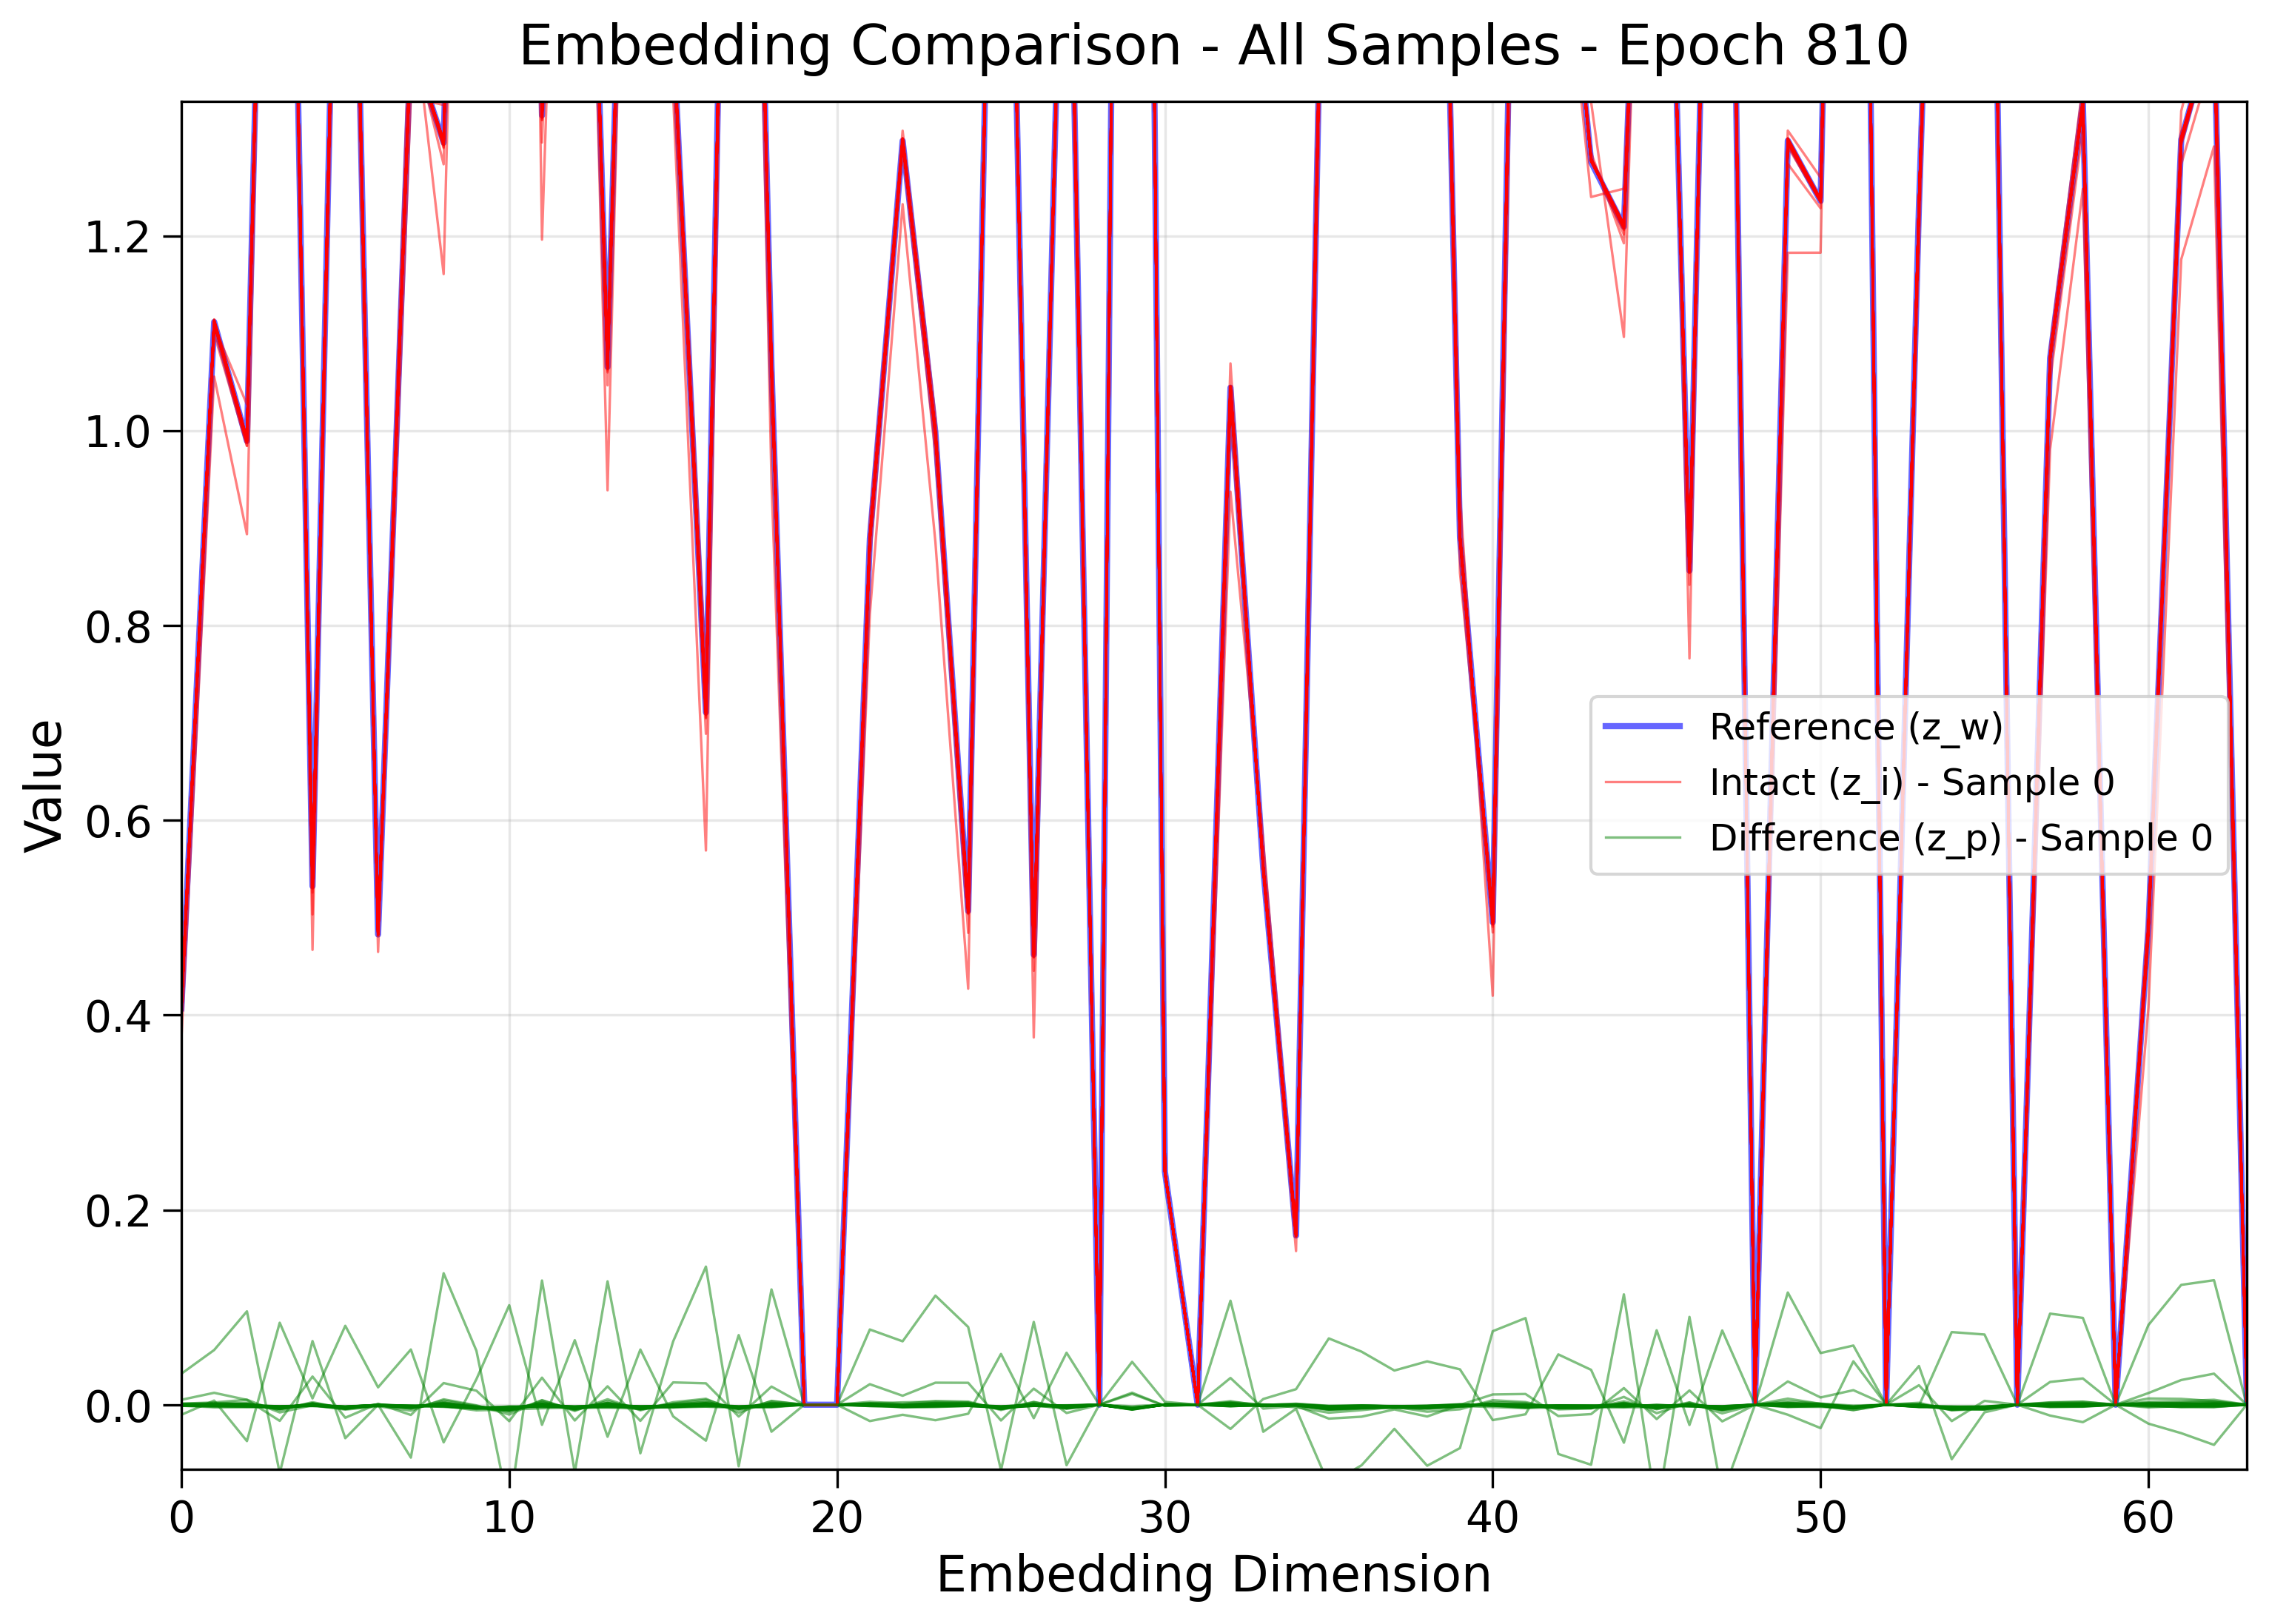 Embedding Comparison - All Samples - Epoch 810
Value
1.2
1.0
0.8
0.6
0.4
0.2
0.0
Reference (z_w)
Intact (z_i) - Sample 0
Difference (z_p) - Sample 0
0 10 20 30 40 50 60
Embedding Dimension